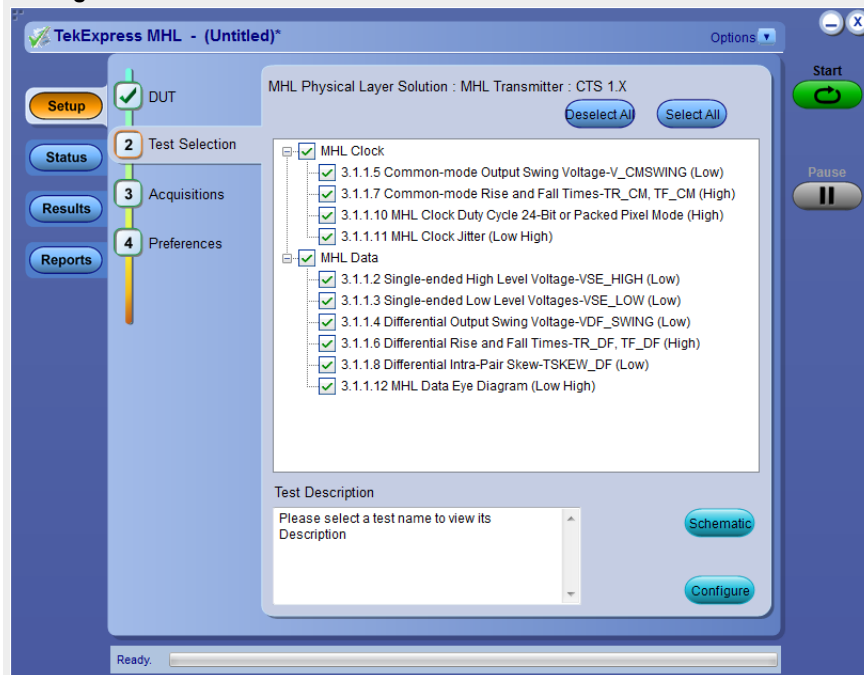 TekExpress MHL - (Untitled)*
Options
Start
Pause
Setup
Status
Results
Reports
DUT
2 Test Selection
3 Acquisitions
4 Preferences
MHL Physical Layer Solution : MHL Transmitter : CTS 1.X
Deselect All
Select All
MHL Clock
3.1.1.5 Common-mode Output Swing Voltage-V_CMSWING (Low)
3.1.1.7 Common-mode Rise and Fall Times-TR_CM, TF_CM (High)
3.1.1.10 MHL Clock Duty Cycle 24-Bit or Packed Pixel Mode (High)
3.1.1.11 MHL Clock Jitter (Low High)
MHL Data
3.1.1.2 Single-ended High Level Voltage-VSE_HIGH (Low)
3.1.1.3 Single-ended Low Level Voltages-VSE_LOW (Low)
3.1.1.4 Differential Output Swing Voltage-VDF_SWING (Low)
3.1.1.6 Differential Rise and Fall Times-TR_DF, TF_DF (High)
3.1.1.8 Differential Intra-Pair Skew-TSKEW_DF (Low)
3.1.1.12 MHL Data Eye Diagram (Low High)
Test Description
Please select a test name to view its
Description
Schematic
Configure
Ready.